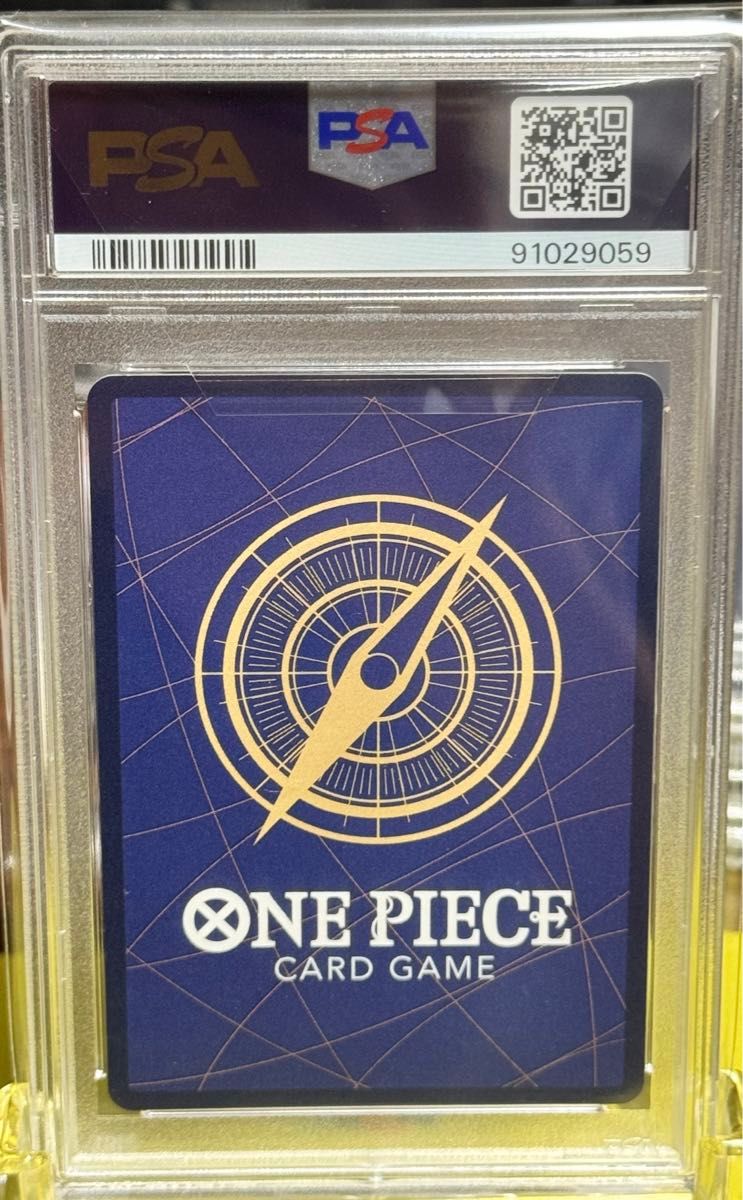 PSA
PSA
91029059
ONE PIECE
CARD GAME